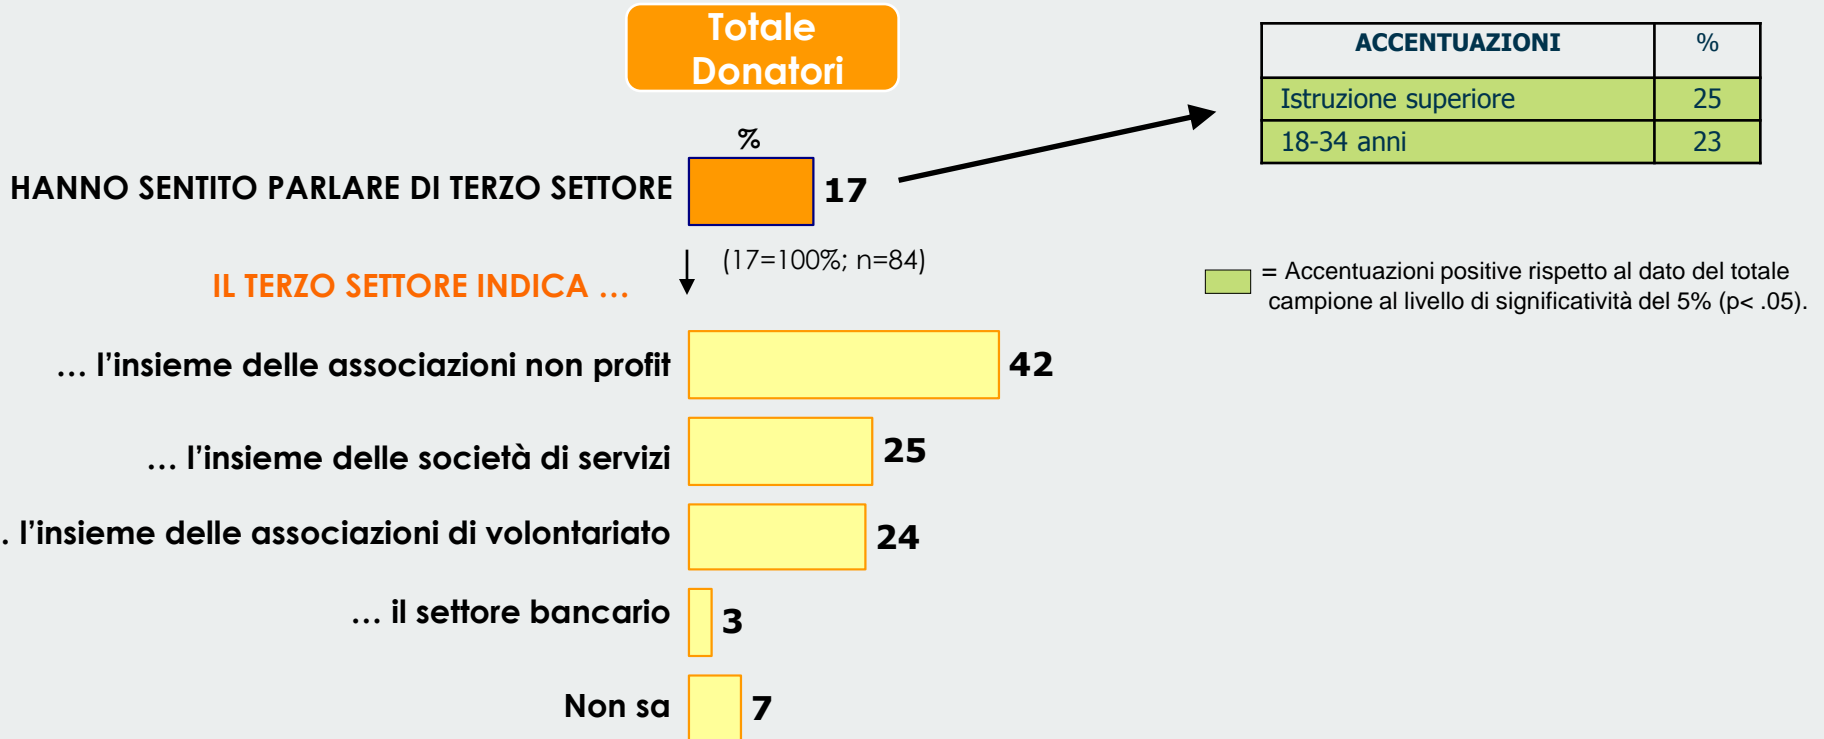 Totale
Donatori
ACCENTUAZIONI %
Istruzione superiore 25
18-34 anni 23
%
HANNO SENTITO PARLARE DI TERZO SETTORE 17
(17=100%; n=84)
IL TERZO SETTORE INDICA …
= Accentuazioni positive rispetto al dato del totale
campione al livello di significatività del 5% (p< .05).
… l’insieme delle associazioni non profit 42
… l’insieme delle società di servizi 25
. l’insieme delle associazioni di volontariato 24
… il settore bancario 3
Non sa 7